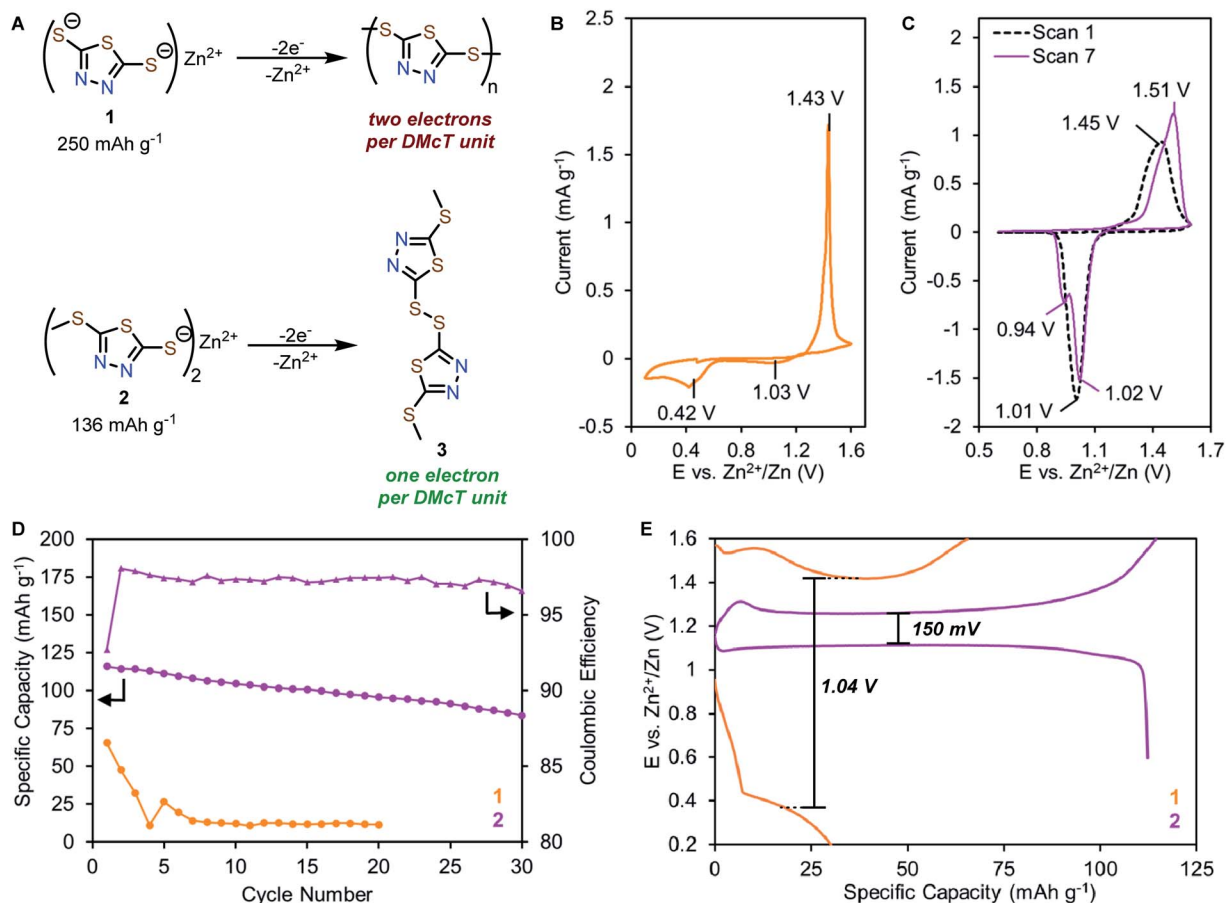 A
S⊖
S
S⊖
N
N
Zn²⁺
1
250 mAh g⁻¹
-2e⁻
-Zn²⁺
S
S
S
N
N
n
two electrons
per DMcT unit
S
S
S⊖
N
N
2
Zn²⁺
2
136 mAh g⁻¹
-2e⁻
-Zn²⁺
S
N
N
S
S
S
S
N
N
S
3
one electron
per DMcT unit
B
Current (mA g⁻¹)
2.5
2
1.5
1
0.5
0
-0.5
1.43 V
0.42 V
1.03 V
0
0.4
0.8
1.2
1.6
E vs. Zn²⁺/Zn (V)
C
Scan 1
Scan 7
Current (mA g⁻¹)
2
1.5
1
0.5
0
-0.5
-1
-1.5
-2
1.51 V
1.45 V
0.94 V
1.01 V
1.02 V
0.5
0.8
1.1
1.4
1.7
E vs. Zn²⁺/Zn (V)
D
Specific Capacity (mAh g⁻¹)
200
175
150
125
100
75
50
25
0
100
95
90
85
80
Coulombic Efficiency
1
2
0
5
10
15
20
25
30
Cycle Number
E
E vs. Zn²⁺/Zn (V)
1.6
1.4
1.2
1
0.8
0.6
0.4
0.2
150 mV
1.04 V
1
2
0
25
50
75
100
125
Specific Capacity (mAh g⁻¹)